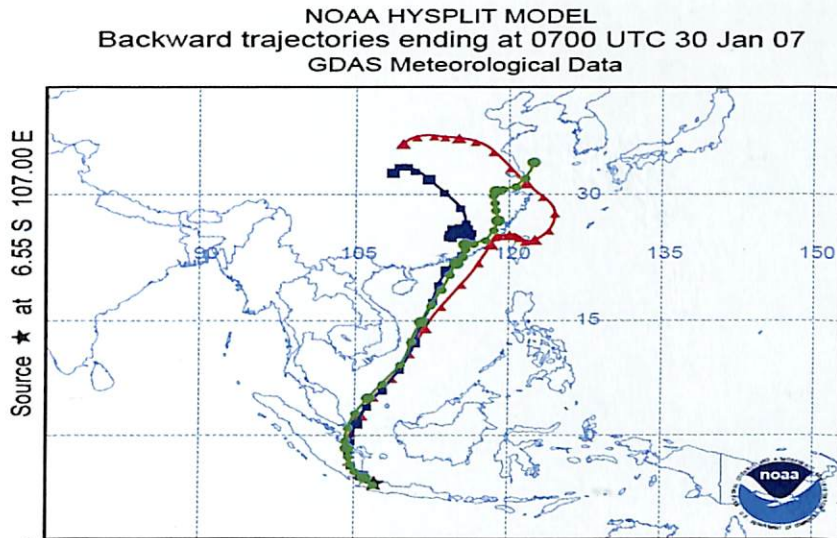 NOAA HYSPLIT MODEL
Backward trajectories ending at 0700 UTC 30 Jan 07
GDAS Meteorological Data
Source ★ at 6.55 S 107.00 E
30
90
105
120
135
150
15
noaa